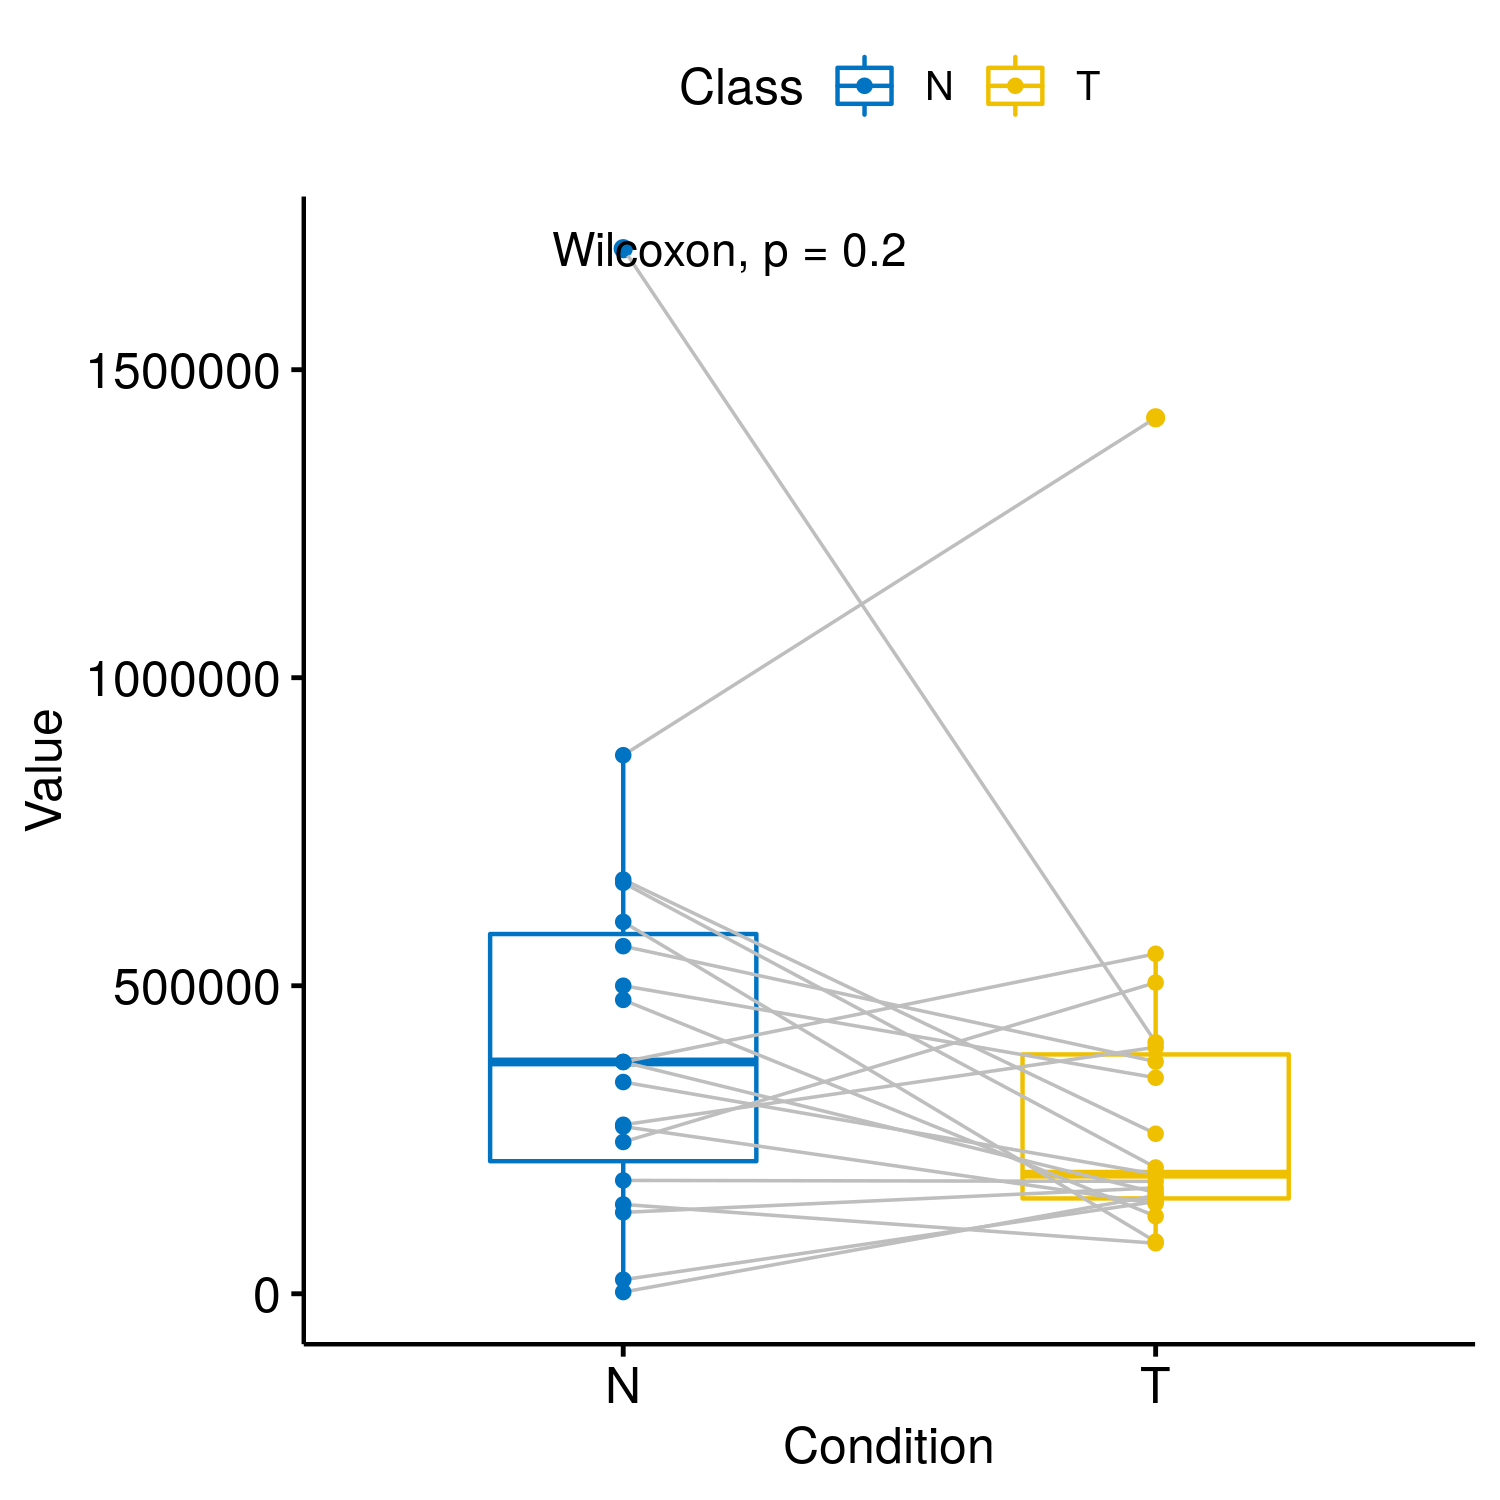 Class N T
Wilcoxon, p = 0.2
1500000
1000000
500000
0
Value
N T
Condition